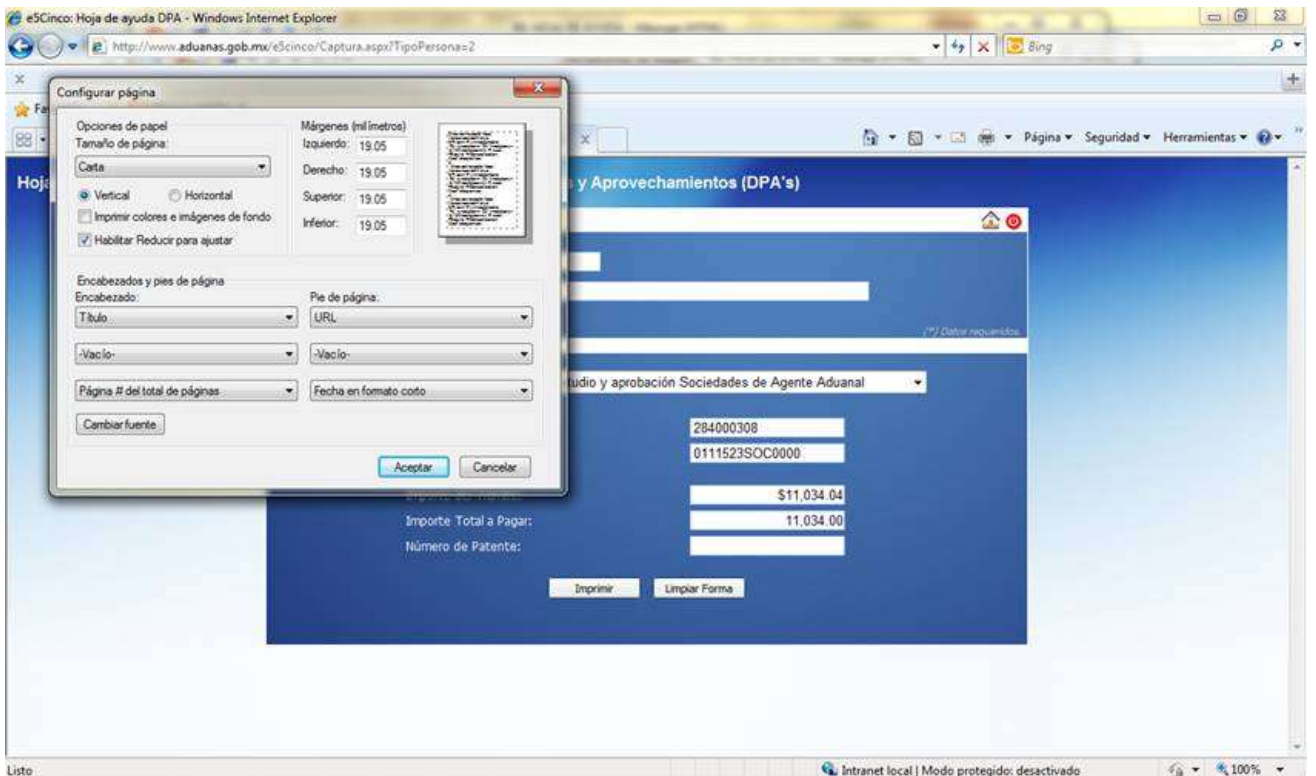 e5Cinco: Hoja de ayuda DPA - Windows Internet Explorer
http://www.aduanas.gob.mx/e5cinco/Captura.aspx?TipoPersona=2
Bing
Configurar página
Opciones de papel
Tamaño de página:
Carta
Vertical Horizontal
Imprimir colores e imágenes de fondo
Habilitar Reducir para ajustar
Márgenes (milímetros)
Izquierdo: 19.05
Derecho: 19.05
Superior: 19.05
Inferior: 19.05
Encabezados y pies de página
Encabezado:
Título
-Vacío-
Página # del total de páginas
Pie de página:
URL
-Vacío-
Fecha en formato corto
Cambiar fuente
Aceptar Cancelar
Fa
Página Seguridad Herramientas
Hoja
s y Aprovechamientos (DPA's)
(*) Datos requeridos.
tudio y aprobación Sociedades de Agente Aduanal
284000308
0111523SOC0000
$11,034.04
Importe Total a Pagar: 11,034.00
Número de Patente:
Imprimir Limpiar Forma
Listo Intranet local | Modo protegido: desactivado 100%